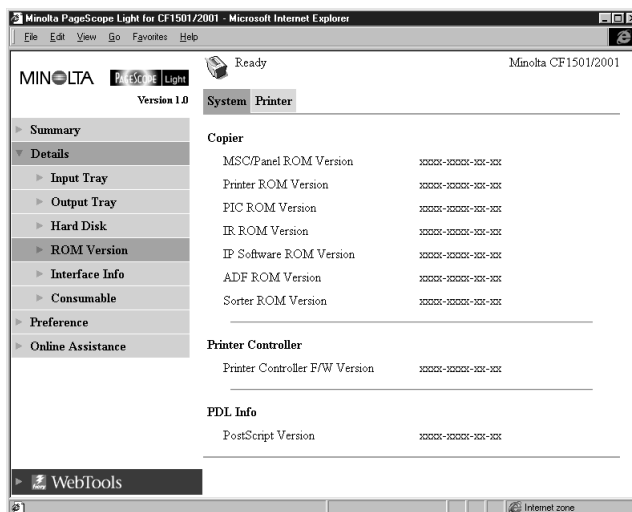 Minolta PageScope Light for CF1501/2001 - Microsoft Internet Explorer
File Edit View Go Favorites Help
MINOLTA PAGESCOPE Light
Version 1.0
Ready
Minolta CF1501/2001
System Printer
Summary
Details
Input Tray
Output Tray
Hard Disk
ROM Version
Interface Info
Consumable
Preference
Online Assistance
WebTools
Copier
MSC/Panel ROM Version xxxx-xxxx-xx-xx
Printer ROM Version xxxx-xxxx-xx-xx
PIC ROM Version xxxx-xxxx-xx-xx
IR ROM Version xxxx-xxxx-xx-xx
IP Software ROM Version xxxx-xxxx-xx-xx
ADF ROM Version xxxx-xxxx-xx-xx
Sorter ROM Version xxxx-xxxx-xx-xx
Printer Controller
Printer Controller F/W Version xxxx-xxxx-xx-xx
PDL Info
PostScript Version xxxx-xxxx-xx-xx
Internet zone